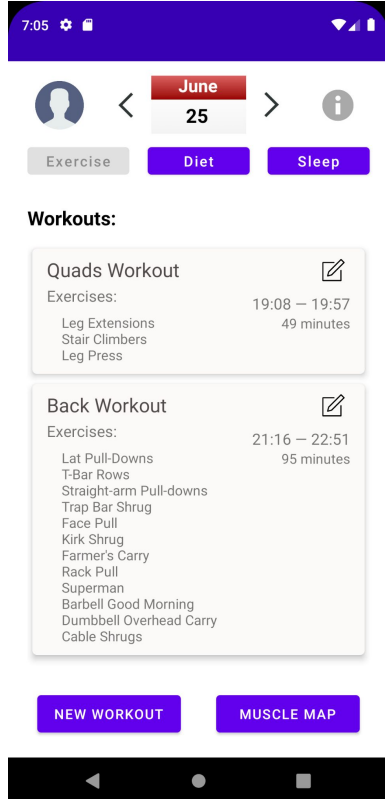 7:05
June
25
Exercise Diet Sleep
Workouts:
Quads Workout
Exercises:
19:08 — 19:57
Leg Extensions
49 minutes
Stair Climbers
Leg Press
Back Workout
Exercises:
21:16 — 22:51
Lat Pull-Downs
95 minutes
T-Bar Rows
Straight-arm Pull-downs
Trap Bar Shrug
Face Pull
Kirk Shrug
Farmer's Carry
Rack Pull
Superman
Barbell Good Morning
Dumbbell Overhead Carry
Cable Shrugs
NEW WORKOUT MUSCLE MAP